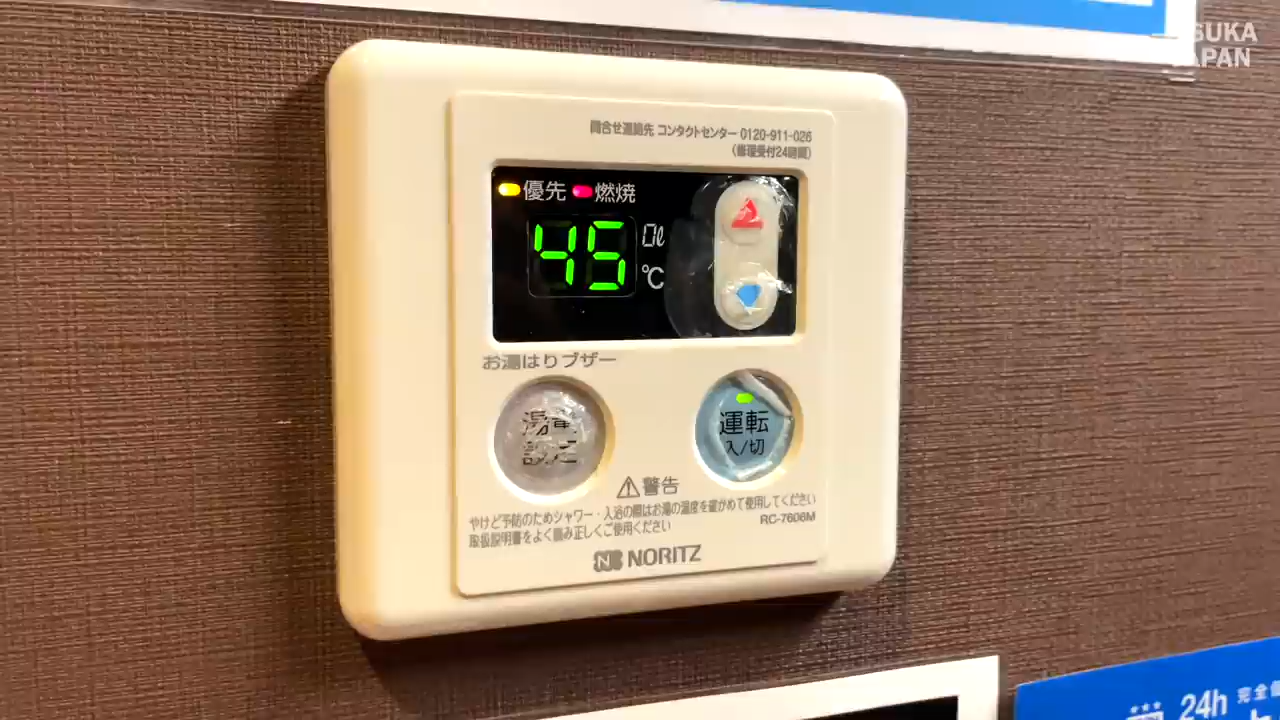 SUKA
JAPAN
問合せ連絡先 コンタクトセンター 0120-911-026
(修理受付24時間)
優先 燃焼
45 0ℓ
℃
お湯はりブザー
湯量
設定
運転
入/切
⚠警告
やけど予防のためシャワー・入浴の際はお湯の温度を確かめて使用してください
取扱説明書をよく読み正しくご使用ください
RC-7606M
NORITZ
24h 完全個